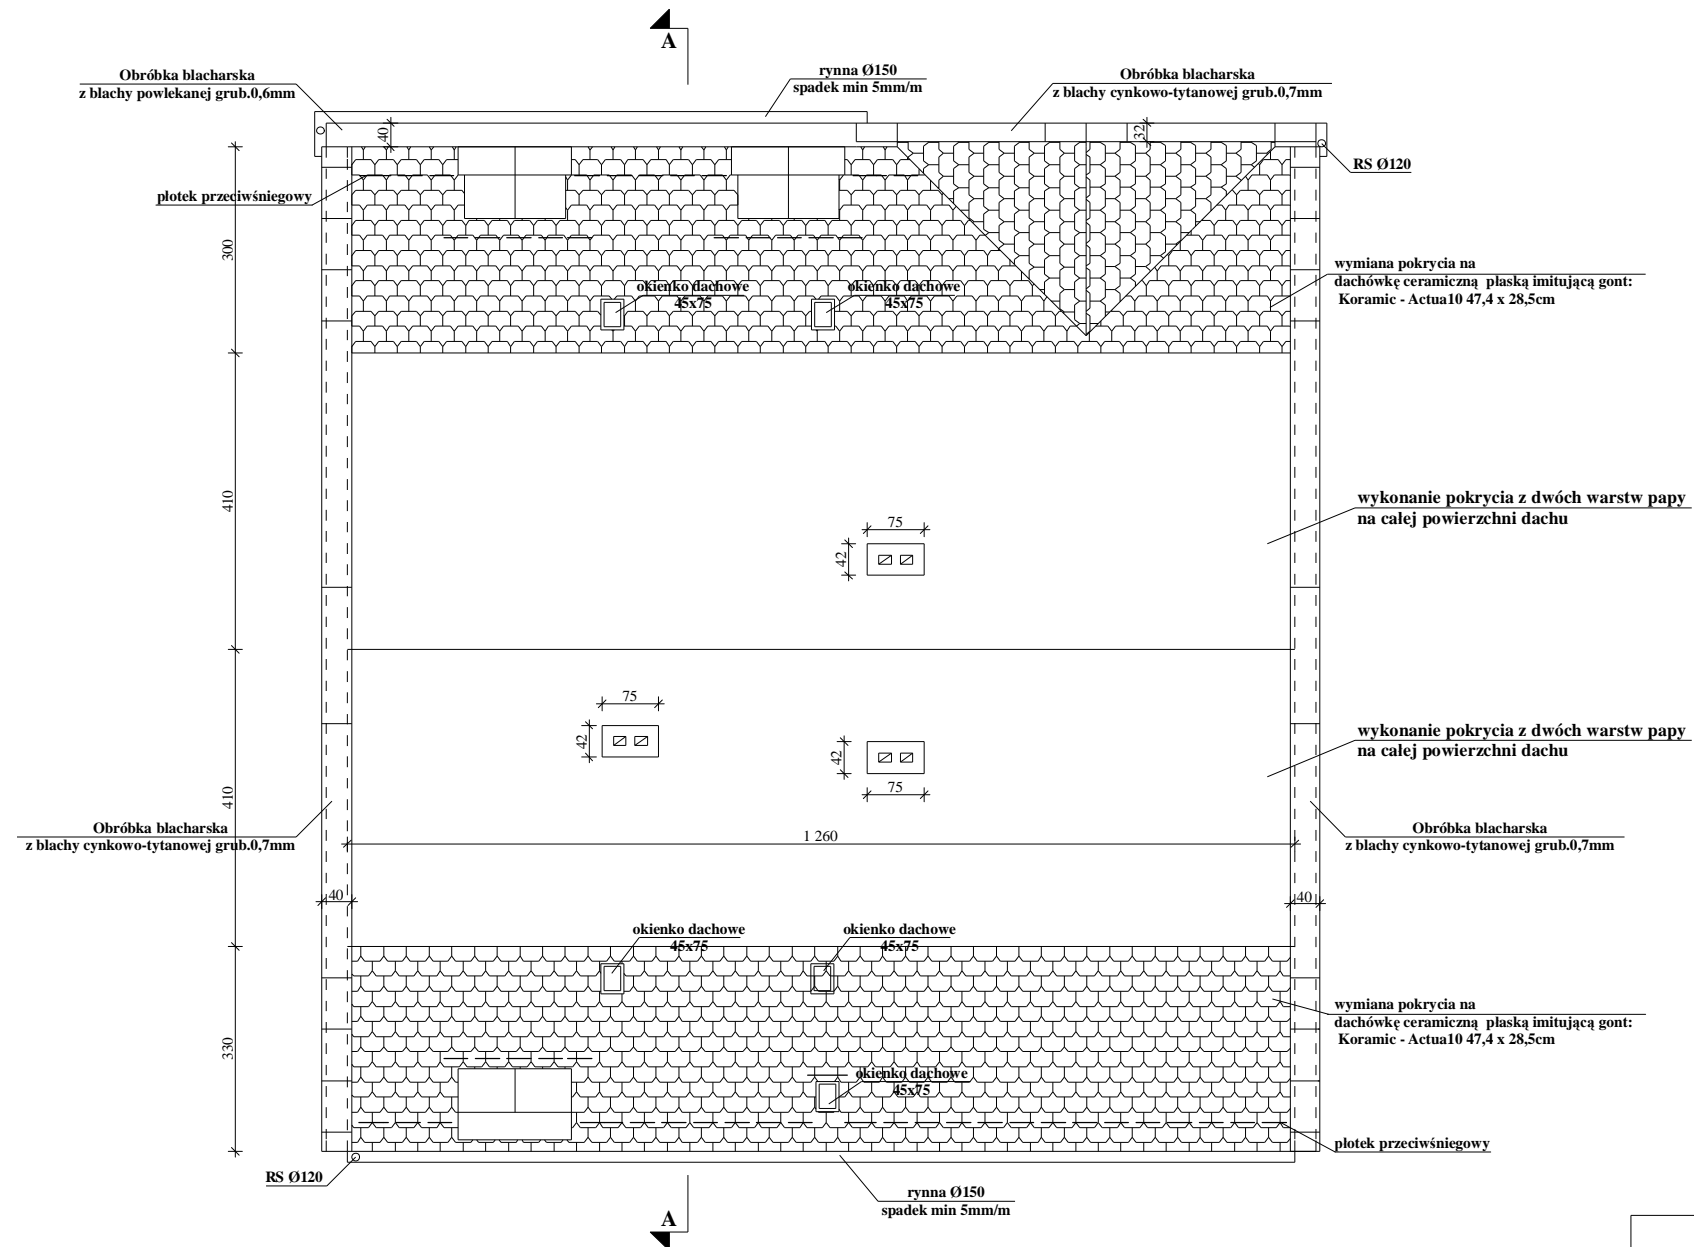 A
Obróbka blacharska
z blachy powlekanej grub.0,6mm
rynna Ø150
spadek min 5mm/m
Obróbka blacharska
z blachy cynkowo-tytanowej grub.0,7mm
40
32
RS Ø120
płotek przeciwśniegowy
300
okienko dachowe
45x75
okienko dachowe
45x75
wymiana pokrycia na
dachówkę ceramiczną płaską imitującą gont:
Koramic - Actua10 47,4 x 28,5cm
410
wykonanie pokrycia z dwóch warstw papy
na całej powierzchni dachu
75
42
75
42
42
75
wykonanie pokrycia z dwóch warstw papy
na całej powierzchni dachu
410
Obróbka blacharska
z blachy cynkowo-tytanowej grub.0,7mm
1 260
Obróbka blacharska
z blachy cynkowo-tytanowej grub.0,7mm
40
40
okienko dachowe
45x75
okienko dachowe
45x75
wymiana pokrycia na
dachówkę ceramiczną płaską imitującą gont:
Koramic - Actua10 47,4 x 28,5cm
330
okienko dachowe
45x75
płotek przeciwśniegowy
RS Ø120
rynna Ø150
spadek min 5mm/m
A